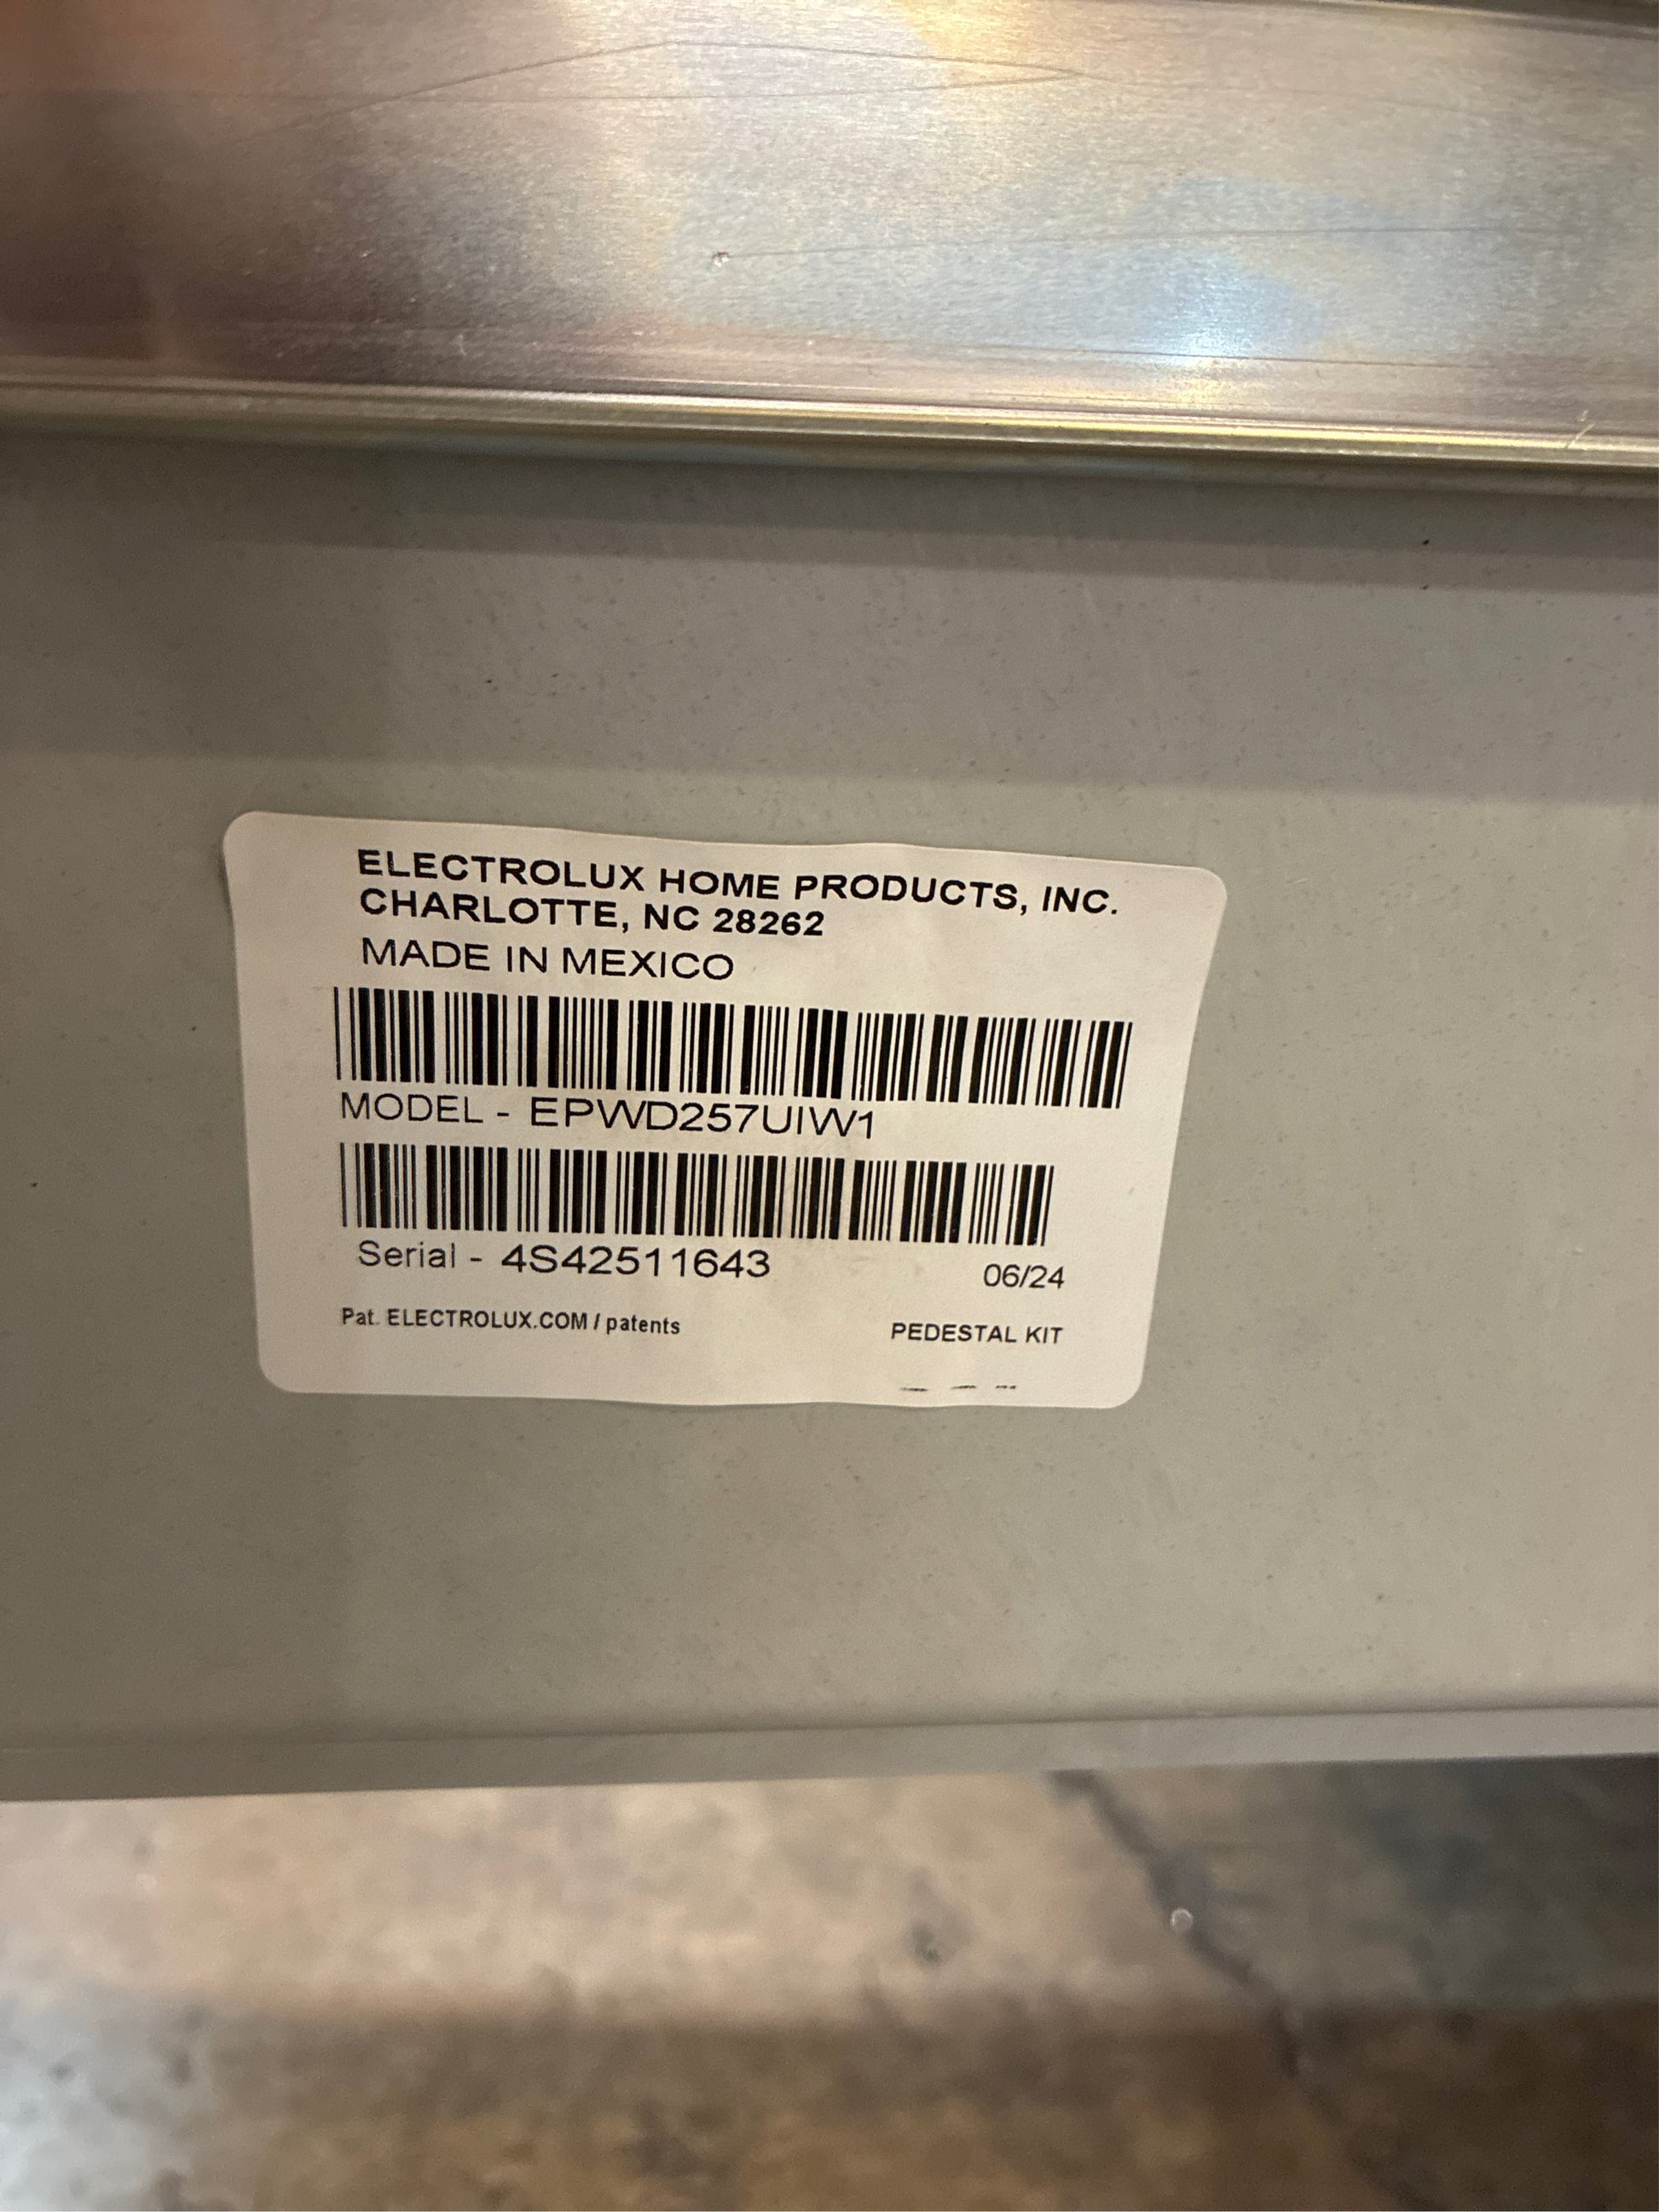 ELECTROLUX HOME PRODUCTS, INC.
CHARLOTTE, NC 28262
MADE IN MEXICO
MODEL - EPWD257UIW1
Serial - 4S42511643 06/24
Pat. ELECTROLUX.COM / patents PEDESTAL KIT